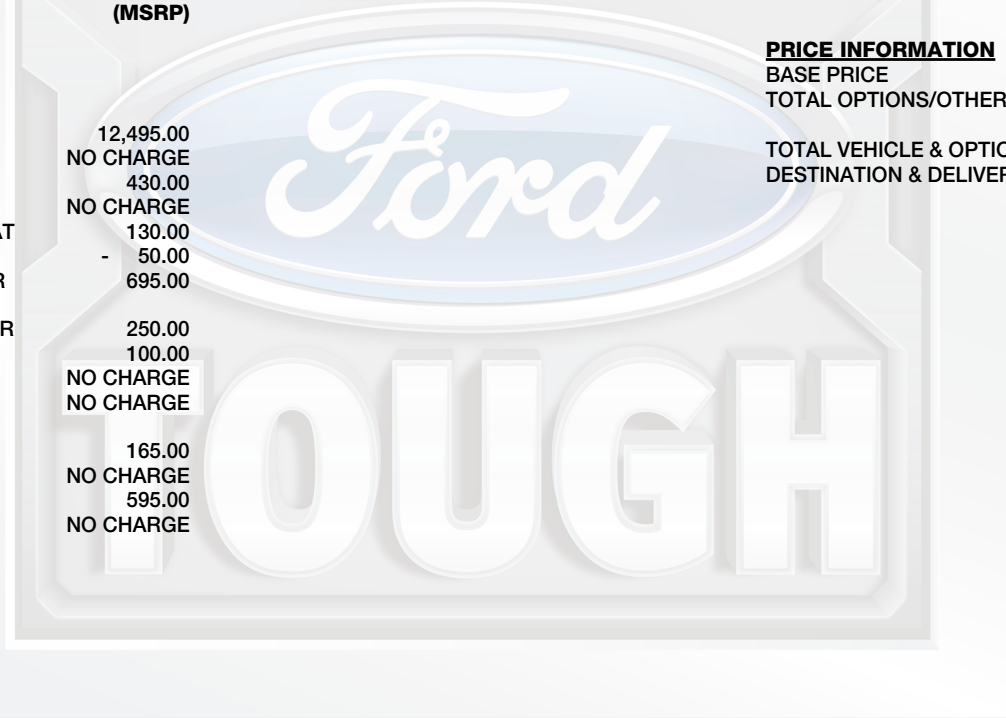 (MSRP)
12,495.00
NO CHARGE
430.00
NO CHARGE
AT 130.00
- 50.00
R 695.00
R 250.00
100.00
NO CHARGE
NO CHARGE
165.00
NO CHARGE
595.00
NO CHARGE
PRICE INFORMATION
BASE PRICE
TOTAL OPTIONS/OTHER
TOTAL VEHICLE & OPTIO
DESTINATION & DELIVER
Ford
TOUGH